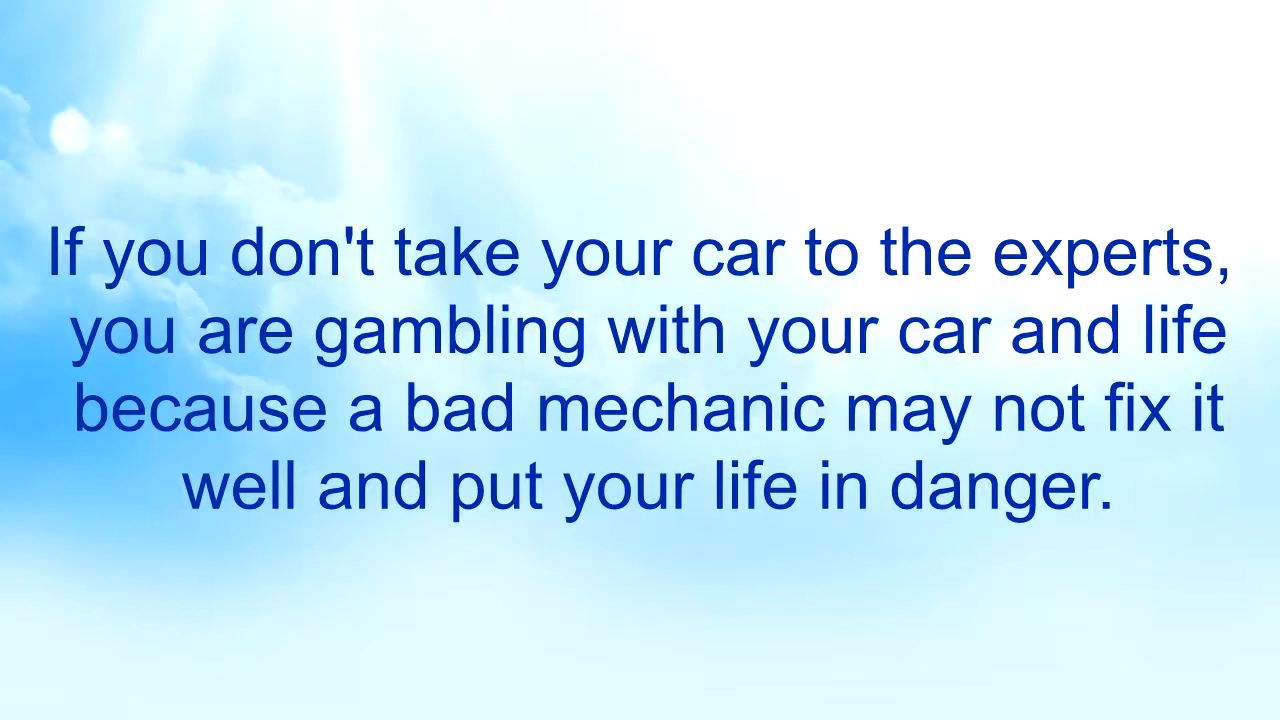 If you don't take your car to the experts,
you are gambling with your car and life
because a bad mechanic may not fix it
well and put your life in danger.